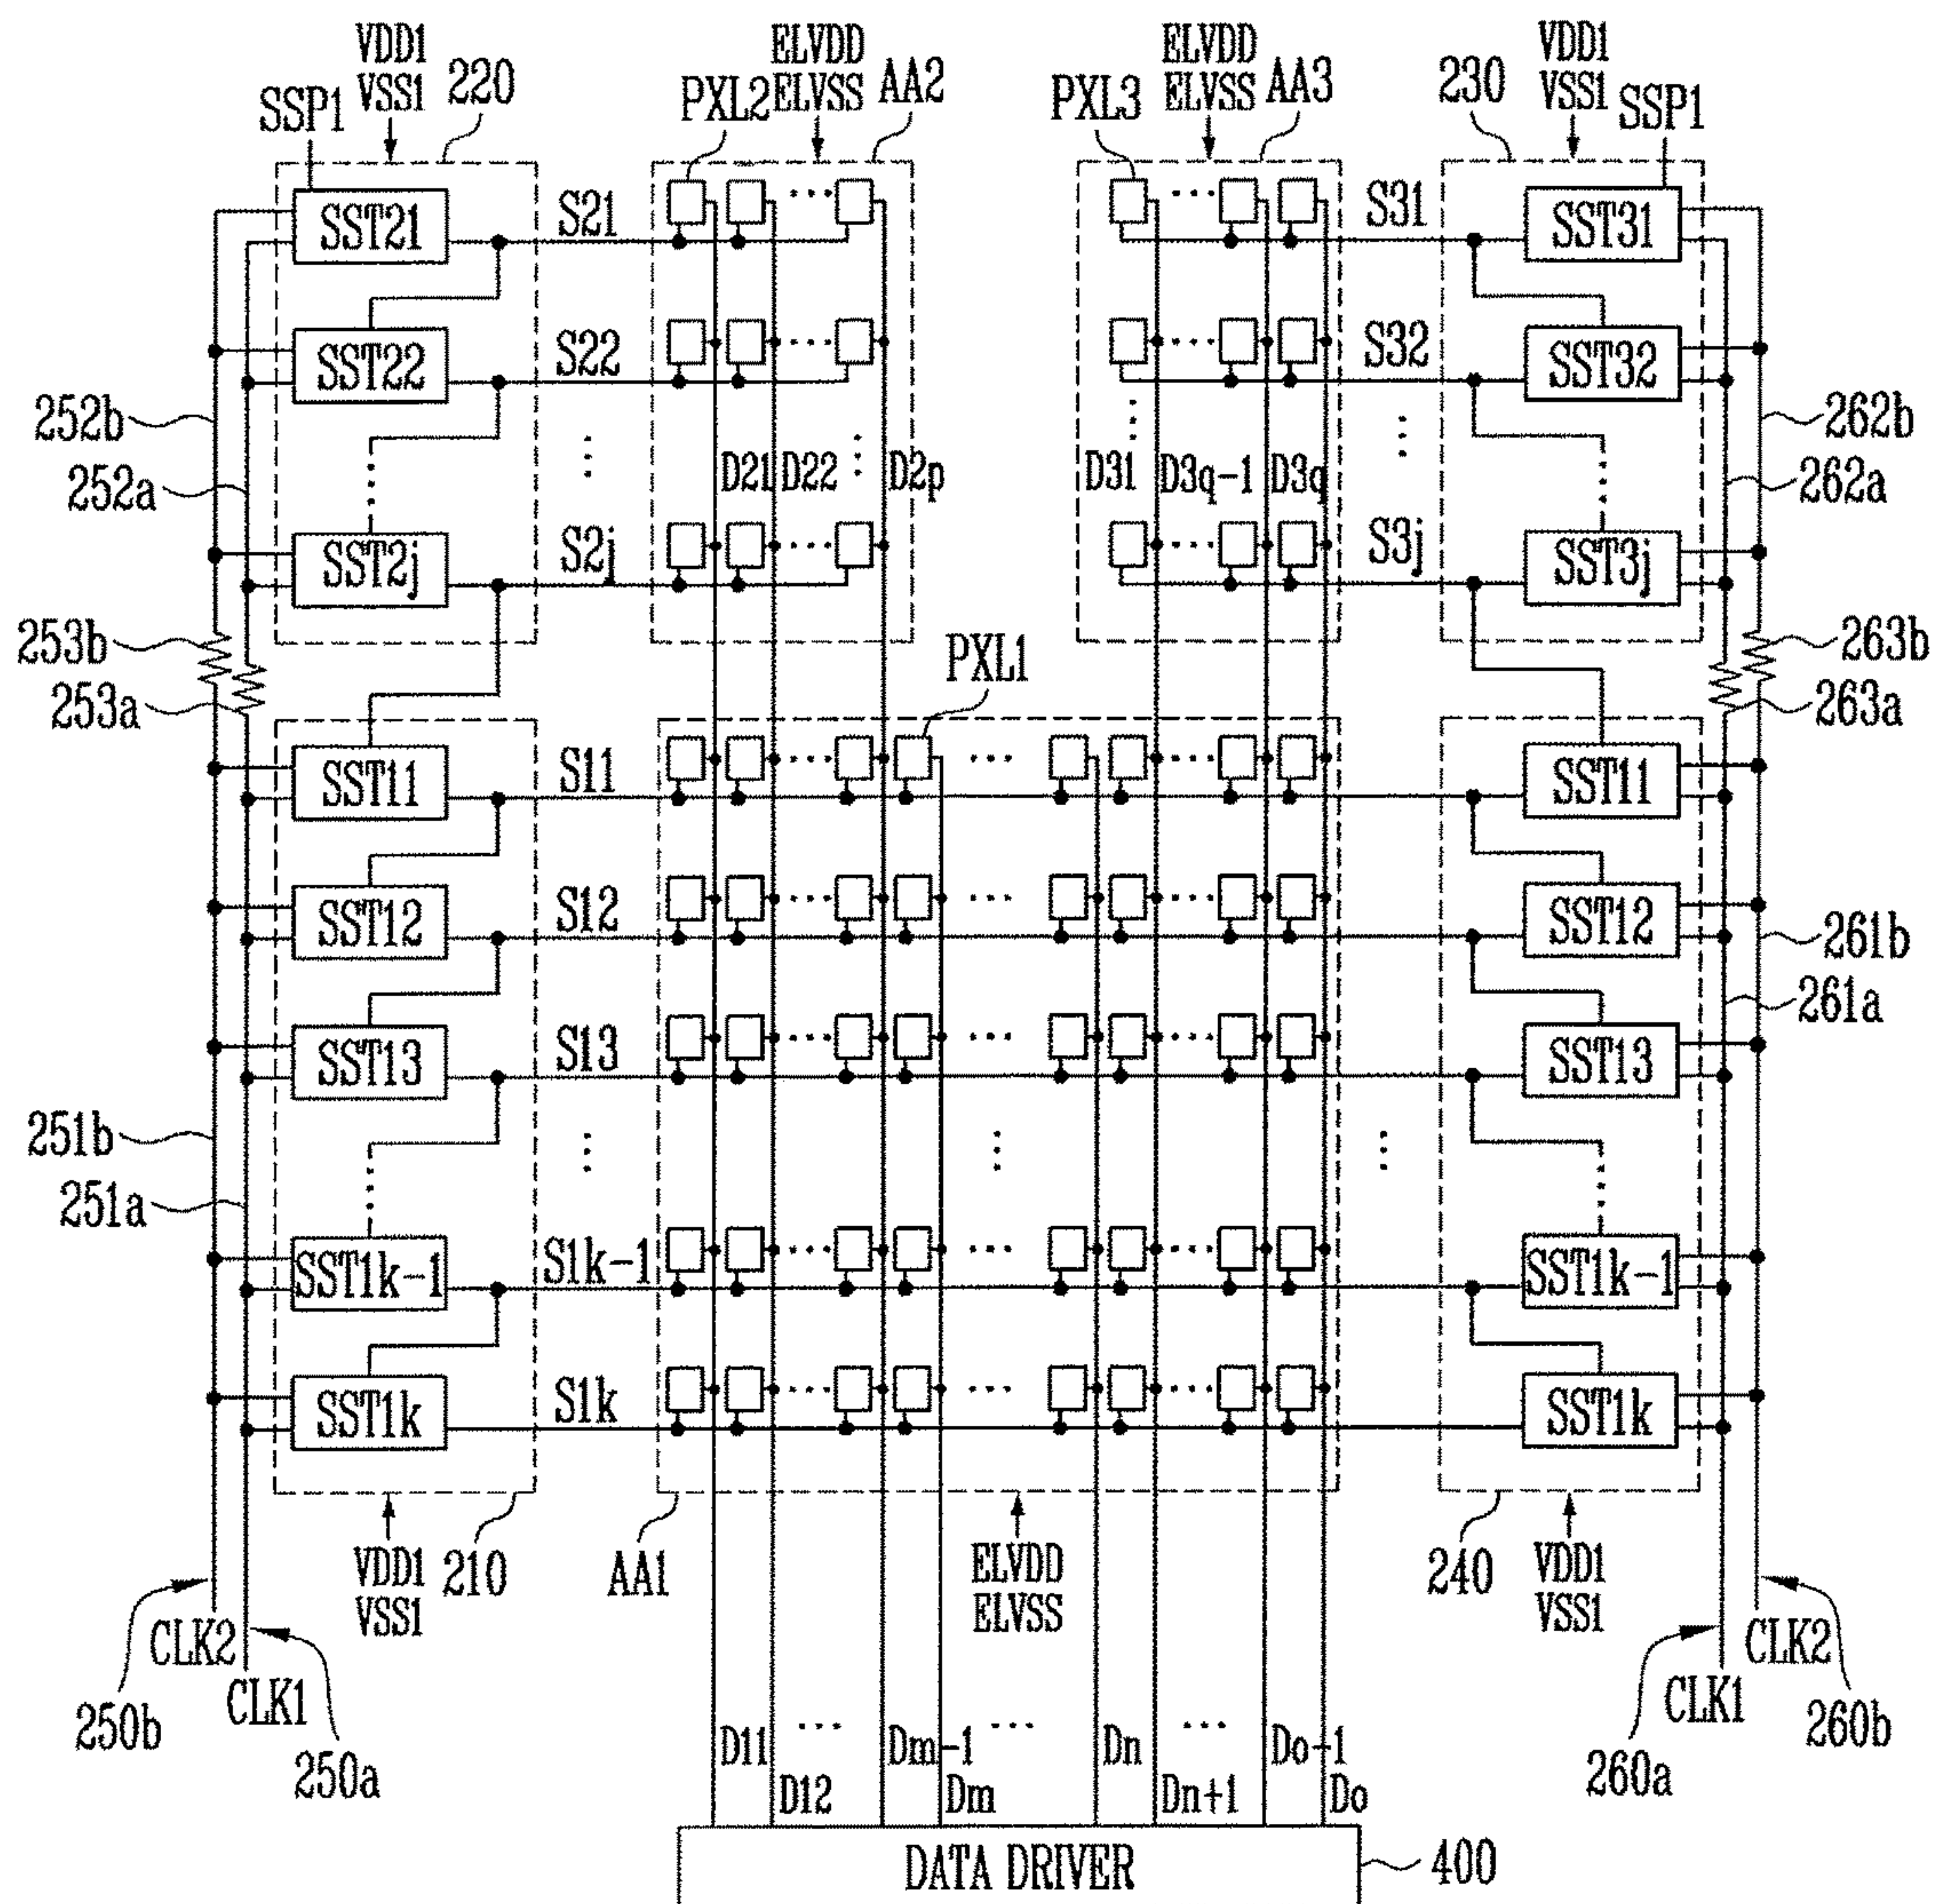 VDD1
VSS1
ELVDD
ELVSS
ELVDD
ELVSS
VDD1
VSS1
SSP1
220
PXL2
AA2
PXL3
AA3
230
SSP1
SST21
S21
S31
SST31
SST22
S22
S32
SST32
252b
262b
252a
D21
D22
D2p
D31
D3q-1
D3q
262a
SST2j
S2j
S3j
SST3j
253b
PXL1
263b
253a
263a
SST11
S11
SST11
SST12
S12
SST12
261b
SST13
S13
SST13
261a
251b
251a
SST1k-1
S1k-1
SST1k-1
SST1k
S1k
SST1k
VDD1
VSS1
210
AA1
ELVDD
ELVSS
240
VDD1
VSS1
CLK2
CLK1
250b
250a
CLK2
CLK1
260b
260a
D11
D12
Dm-1
Dm
Dn
Dn+1
Do-1
Do
DATA DRIVER
400